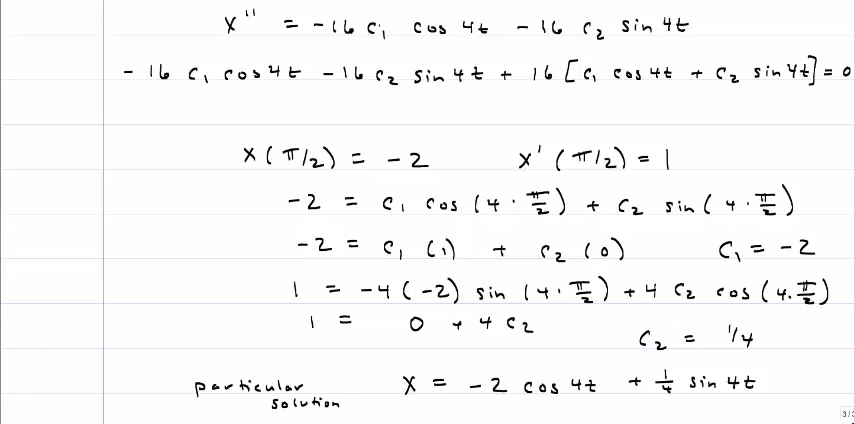 x'' = -16 c₁ cos 4t - 16 c₂ sin 4t
-16 c₁ cos 4t - 16 c₂ sin 4t + 16 [c₁ cos 4t + c₂ sin 4t] = 0
x(π/2) = -2 x'(π/2) = 1
-2 = c₁ cos (4 · π/2) + c₂ sin (4 · π/2)
-2 = c₁ (1) + c₂ (0) c₁ = -2
1 = -4(-2) sin (4 · π/2) + 4 c₂ cos (4 · π/2)
1 = 0 + 4 c₂
c₂ = 1/4
particular solution x = -2 cos 4t + 1/4 sin 4t